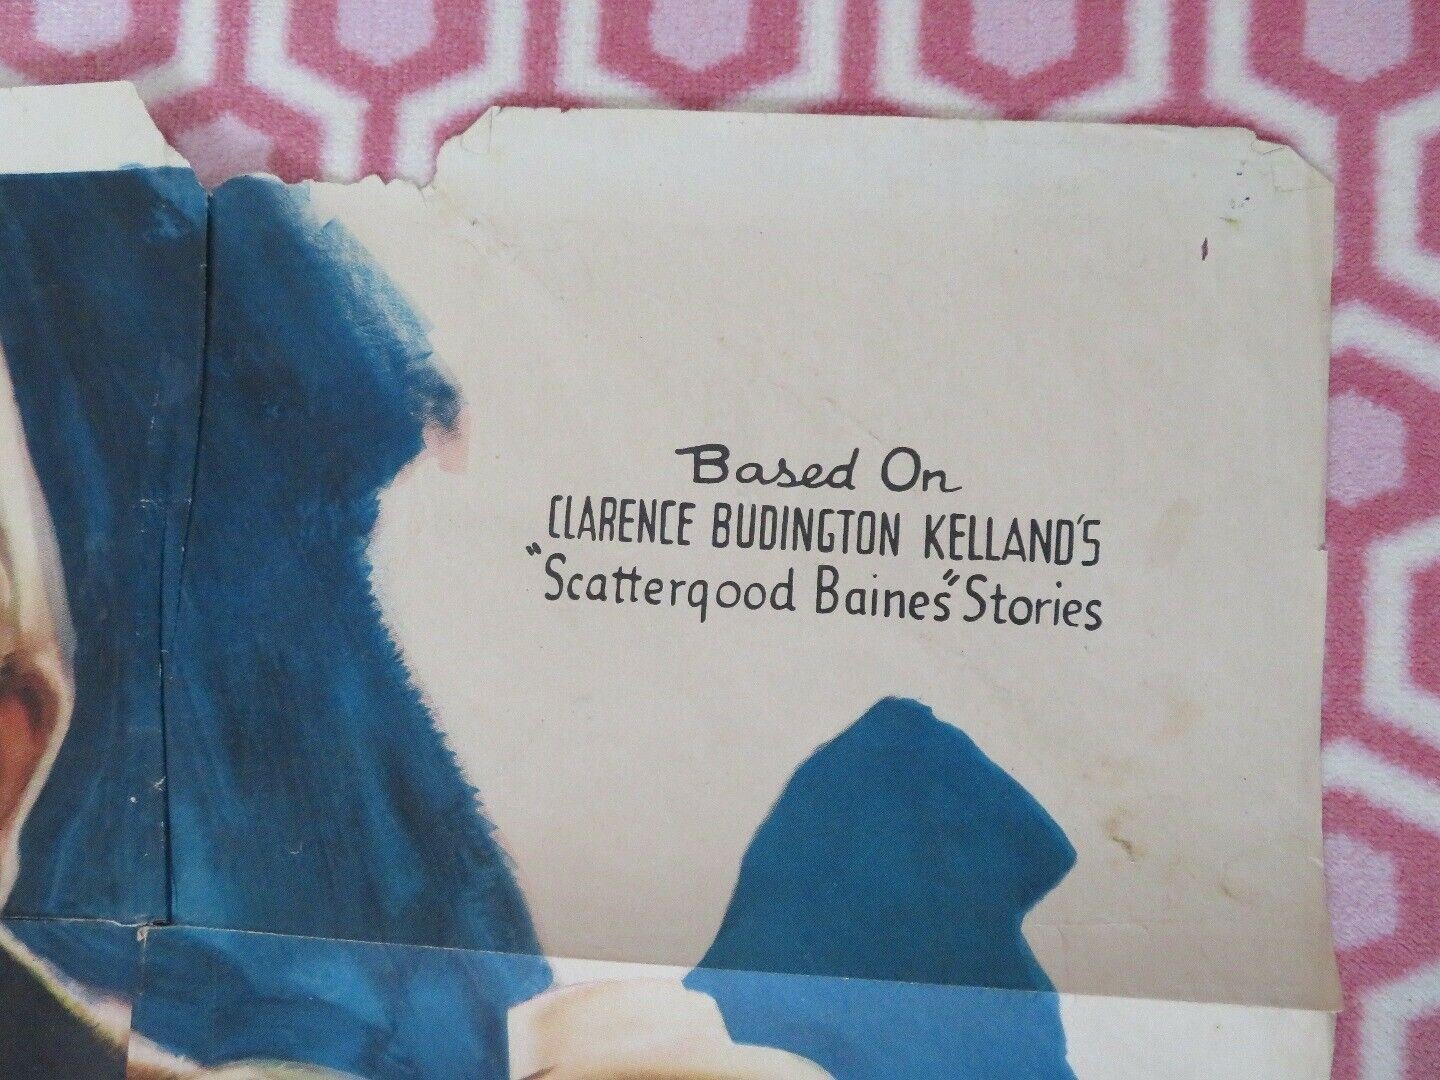 Based On
CLARENCE BUDINGTON KELLAND'S
"Scattergood Baines" Stories